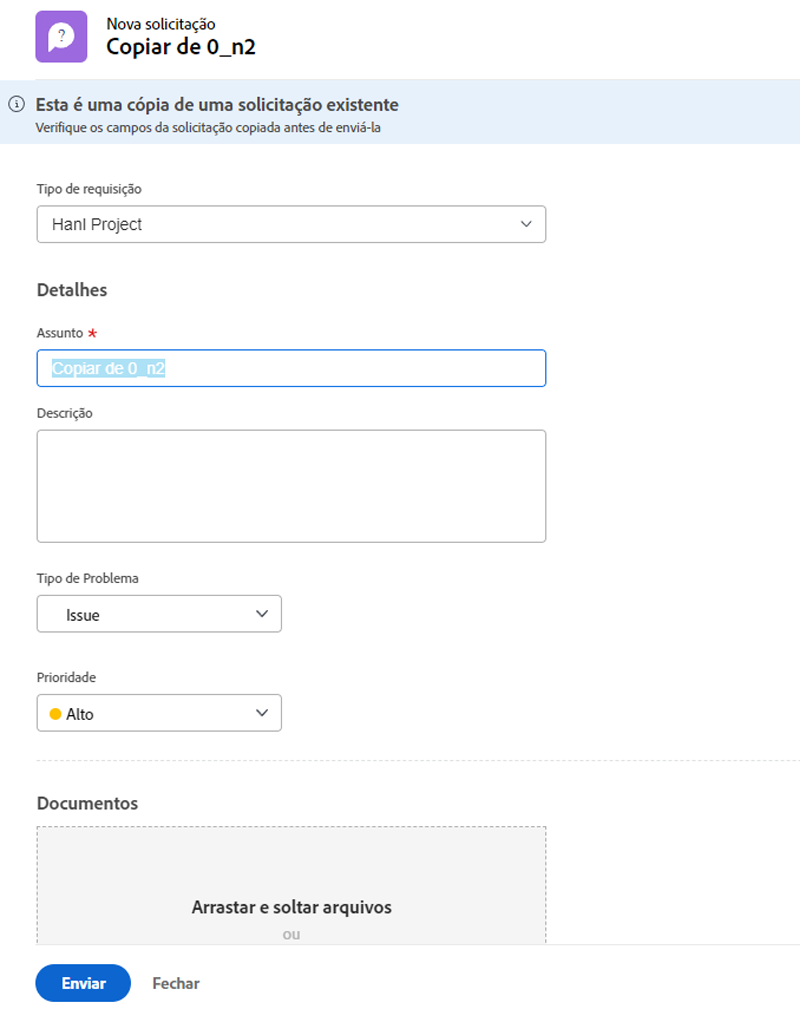 Nova solicitação
Copiar de 0_n2
Esta é uma cópia de uma solicitação existente
Verifique os campos da solicitação copiada antes de enviá-la
Tipo de requisição
HanI Project
Detalhes
Assunto *
Copiar de 0_n2
Descrição
Tipo de Problema
Issue
Prioridade
Alto
Documentos
Arrastar e soltar arquivos
ou
Enviar Fechar